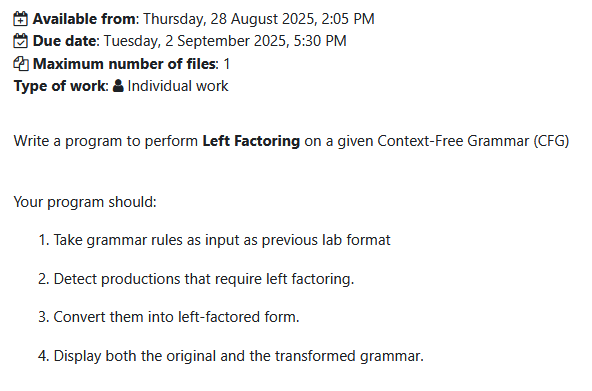 Available from: Thursday, 28 August 2025, 2:05 PM
Due date: Tuesday, 2 September 2025, 5:30 PM
Maximum number of files: 1
Type of work: Individual work
Write a program to perform Left Factoring on a given Context-Free Grammar (CFG)
Your program should:
1. Take grammar rules as input as previous lab format
2. Detect productions that require left factoring.
3. Convert them into left-factored form.
4. Display both the original and the transformed grammar.